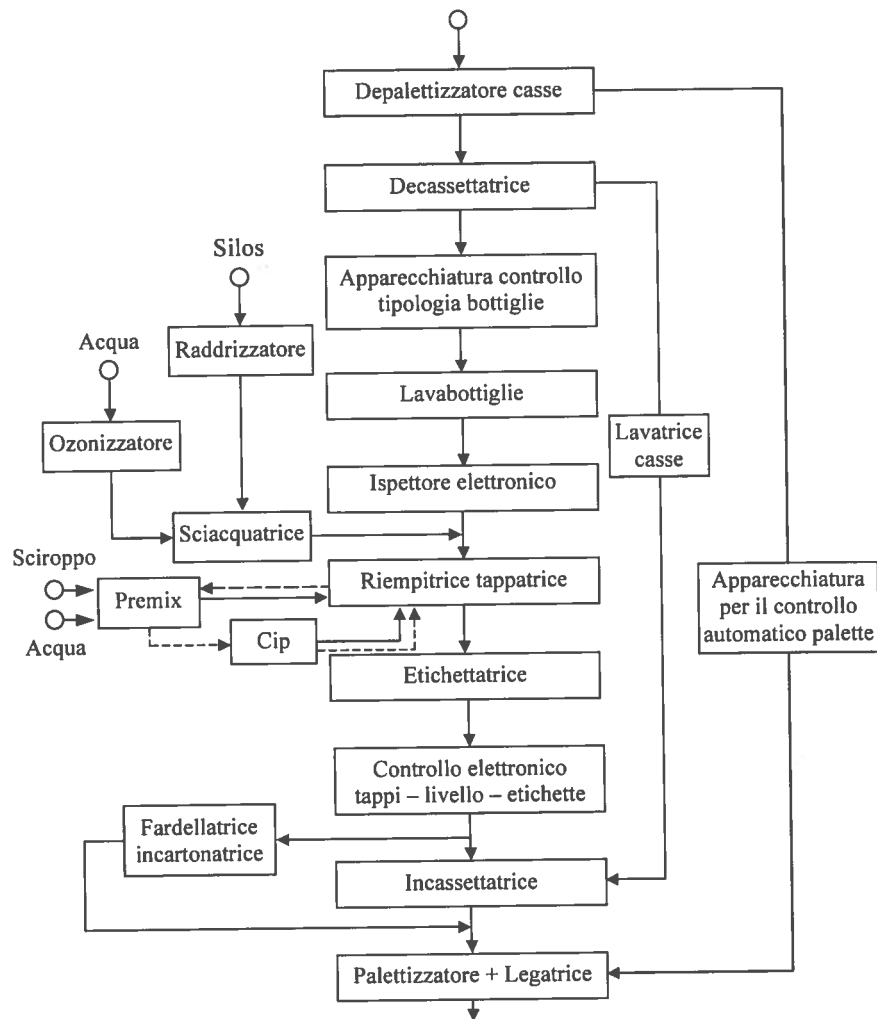 Depalettizzatore casse
Decassettatrice
Silos
Apparecchiatura controllo
tipologia bottiglie
Acqua
Raddrizzatore
Lavabottiglie
Ozonizzatore
Lavatrice
casse
Ispettore elettronico
Sciacquatrice
Sciroppo
Premix
Acqua
Riempitrice tappatrice
Apparecchiatura
per il controllo
automatico palette
Cip
Etichettatrice
Controllo elettronico
tappi – livello – etichette
Fardellatrice
incartonatrice
Incassettatrice
Palettizzatore + Legatrice